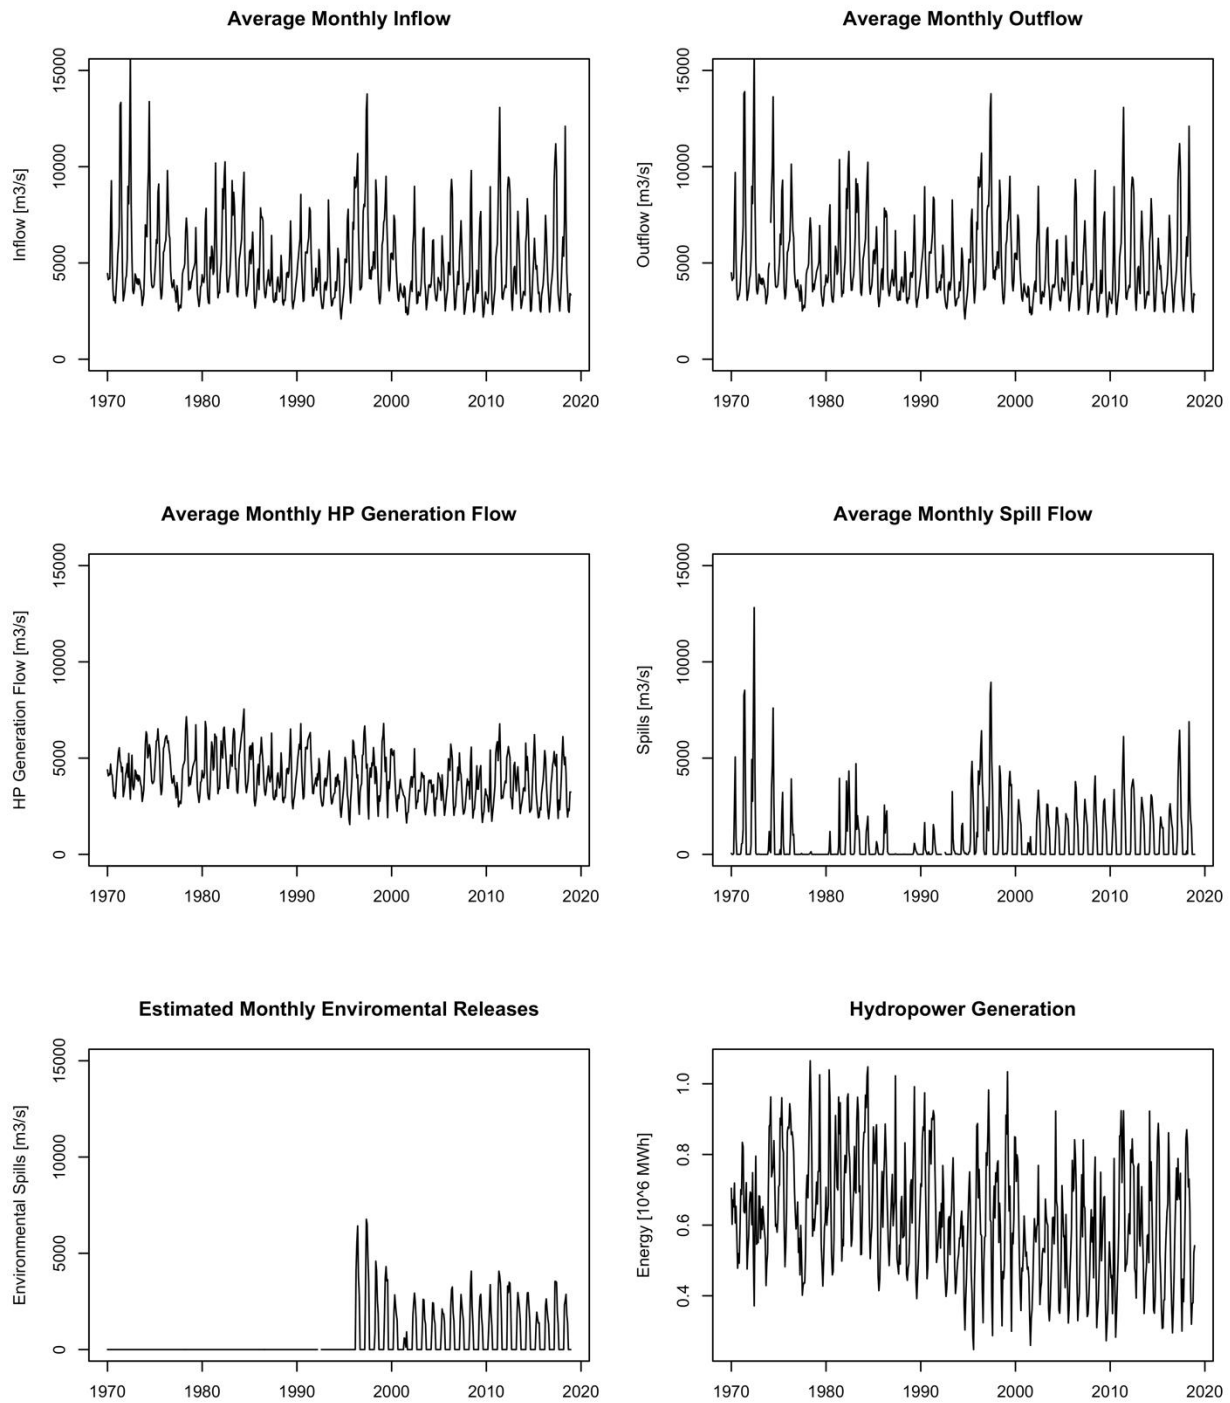 Average Monthly Inflow
Inflow [m3/s]
15000
10000
5000
0
1970 1980 1990 2000 2010 2020
Average Monthly Outflow
Outflow [m3/s]
15000
10000
5000
0
1970 1980 1990 2000 2010 2020
Average Monthly HP Generation Flow
HP Generation Flow [m3/s]
15000
10000
5000
0
1970 1980 1990 2000 2010 2020
Average Monthly Spill Flow
Spills [m3/s]
15000
10000
5000
0
1970 1980 1990 2000 2010 2020
Estimated Monthly Enviromental Releases
Environmental Spills [m3/s]
15000
10000
5000
0
1970 1980 1990 2000 2010 2020
Hydropower Generation
Energy [10^6 MWh]
1.0
0.8
0.6
0.4
1970 1980 1990 2000 2010 2020